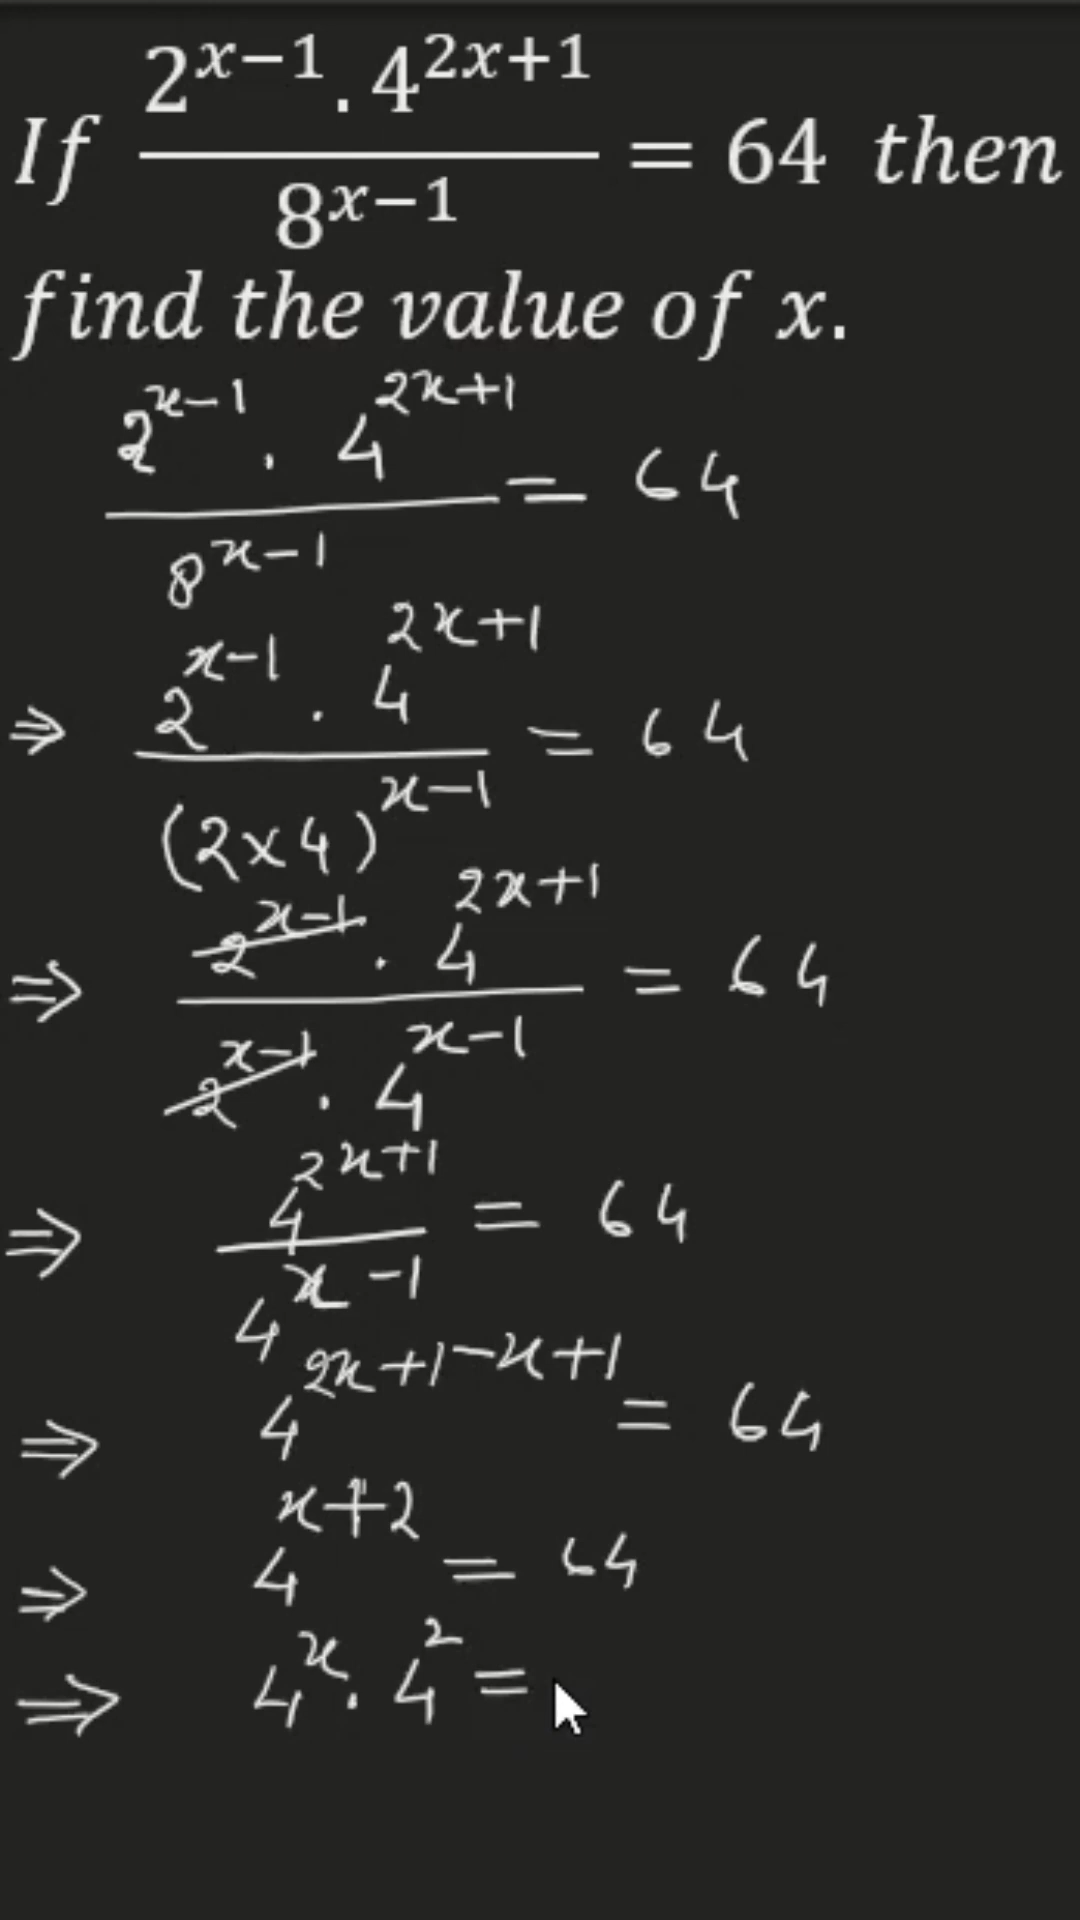 If (2^(x−1) . 4^(2x+1)) / 8^(x−1) = 64 then
find the value of x.
(2^(x−1) . 4^(2x+1)) / 8^(x−1) = 64
⇒ (2^(x−1) . 4^(2x+1)) / (2×4)^(x−1) = 64
⇒ (2^(x−1) . 4^(2x+1)) / (2^(x−1) . 4^(x−1)) = 64
⇒ 4^(2x+1) / 4^(x−1) = 64
⇒ 4^(2x+1−x+1) = 64
⇒ 4^(x+2) = 64
⇒ 4^x . 4^2 =